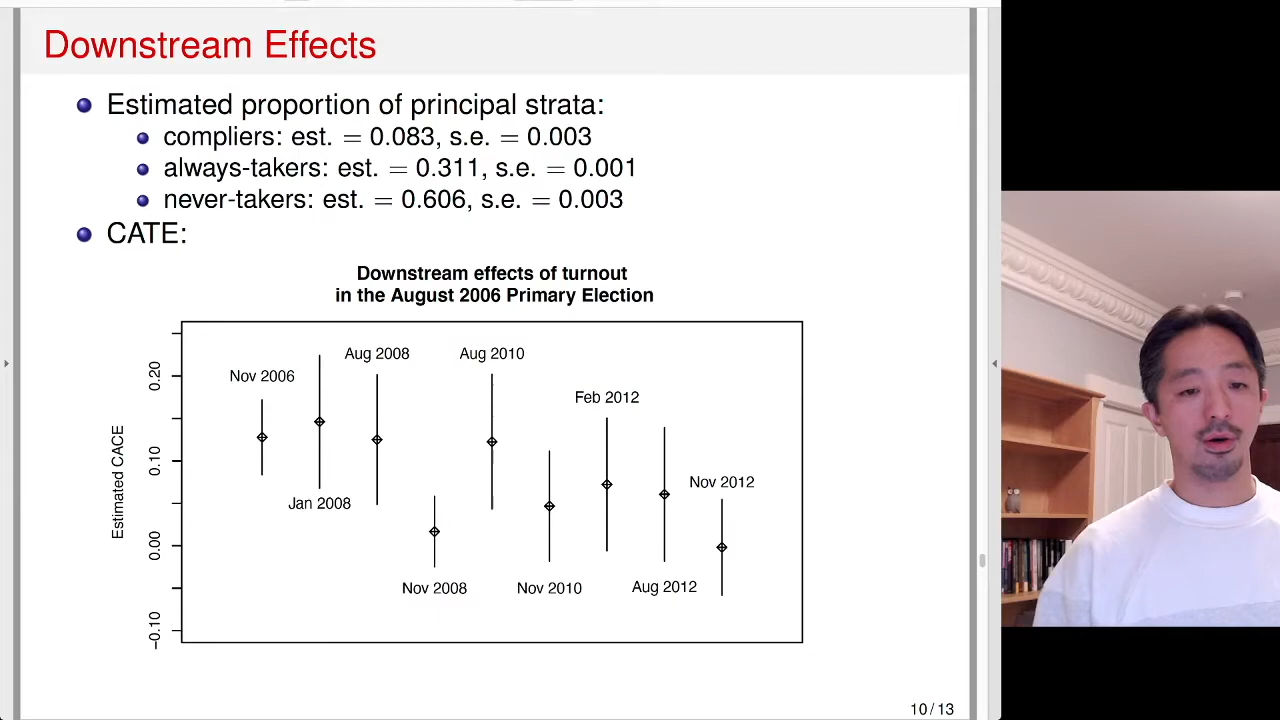 Downstream Effects
Estimated proportion of principal strata:
compliers: est. = 0.083, s.e. = 0.003
always-takers: est. = 0.311, s.e. = 0.001
never-takers: est. = 0.606, s.e. = 0.003
CATE:
Downstream effects of turnout
in the August 2006 Primary Election
Estimated CACE
0.20
0.10
0.00
−0.10
Nov 2006
Jan 2008
Aug 2008
Nov 2008
Aug 2010
Nov 2010
Feb 2012
Aug 2012
Nov 2012
10 / 13